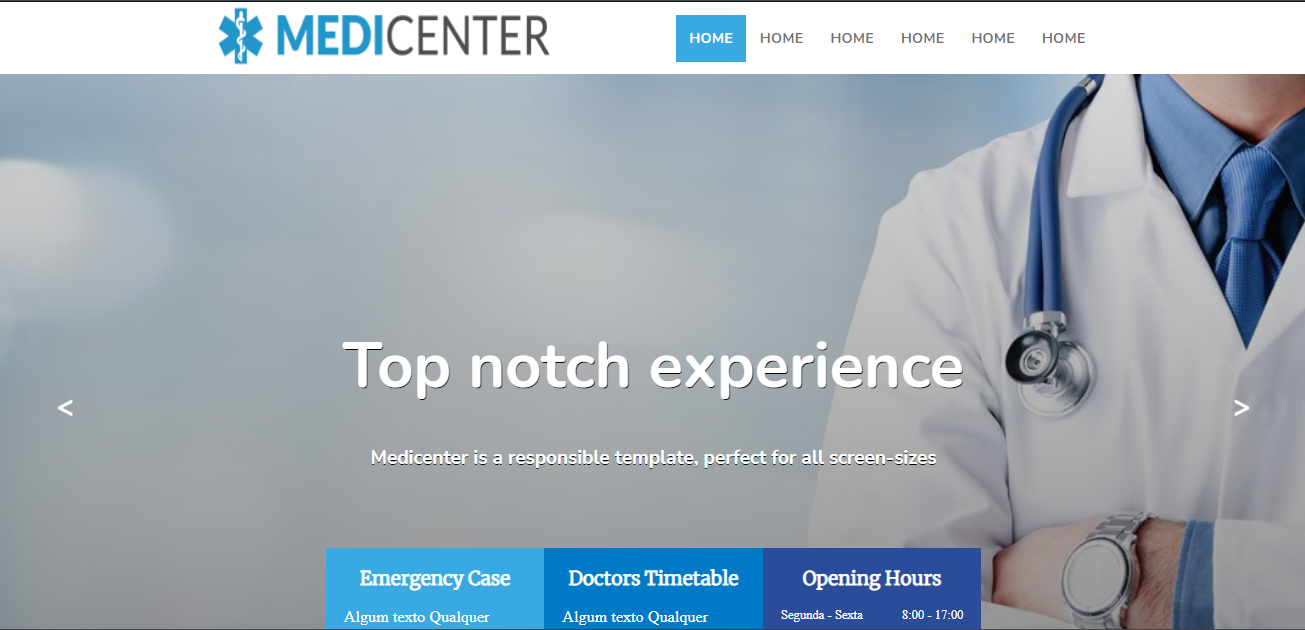 MEDICENTER
HOME HOME HOME HOME HOME HOME
Top notch experience
< >
Medicenter is a responsible template, perfect for all screen-sizes
Emergency Case Doctors Timetable Opening Hours
Algum texto Qualquer Algum texto Qualquer Segunda - Sexta 8:00 - 17:00